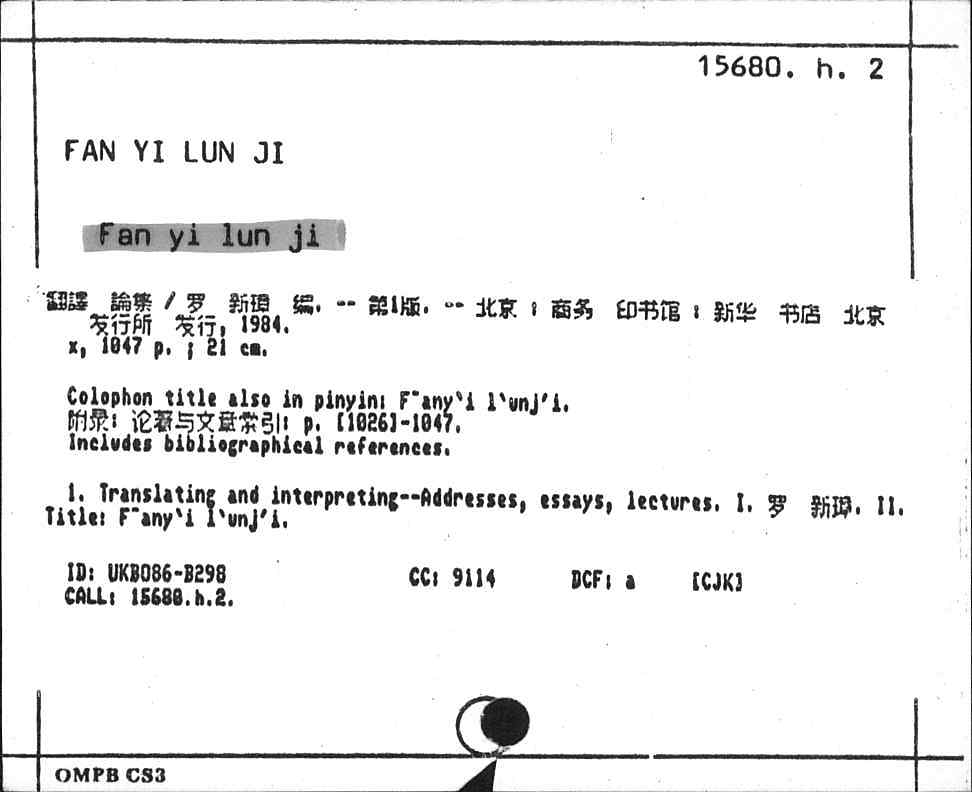 15680. h. 2
FAN YI LUN JI
Fan yi lun ji
翻譯 論集 / 罗 新璋 编. -- 第1版. -- 北京 : 商务 印书馆 : 新华 书店 北京
发行所 发行, 1984.
x, 1047 p. ; 21 cm.
Colophon title also in pinyin: F¯any`i l`unj'i.
附录: 论著与文章索引: p. [1026]-1047.
Includes bibliographical references.
1. Translating and interpreting--Addresses, essays, lectures. I. 罗 新璋. II.
Title: F¯any`i l`unj'i.
ID: UKBO86-B298 CC: 9114 DCF: a [CJK]
CALL: 15680.h.2.
OMPB CS3